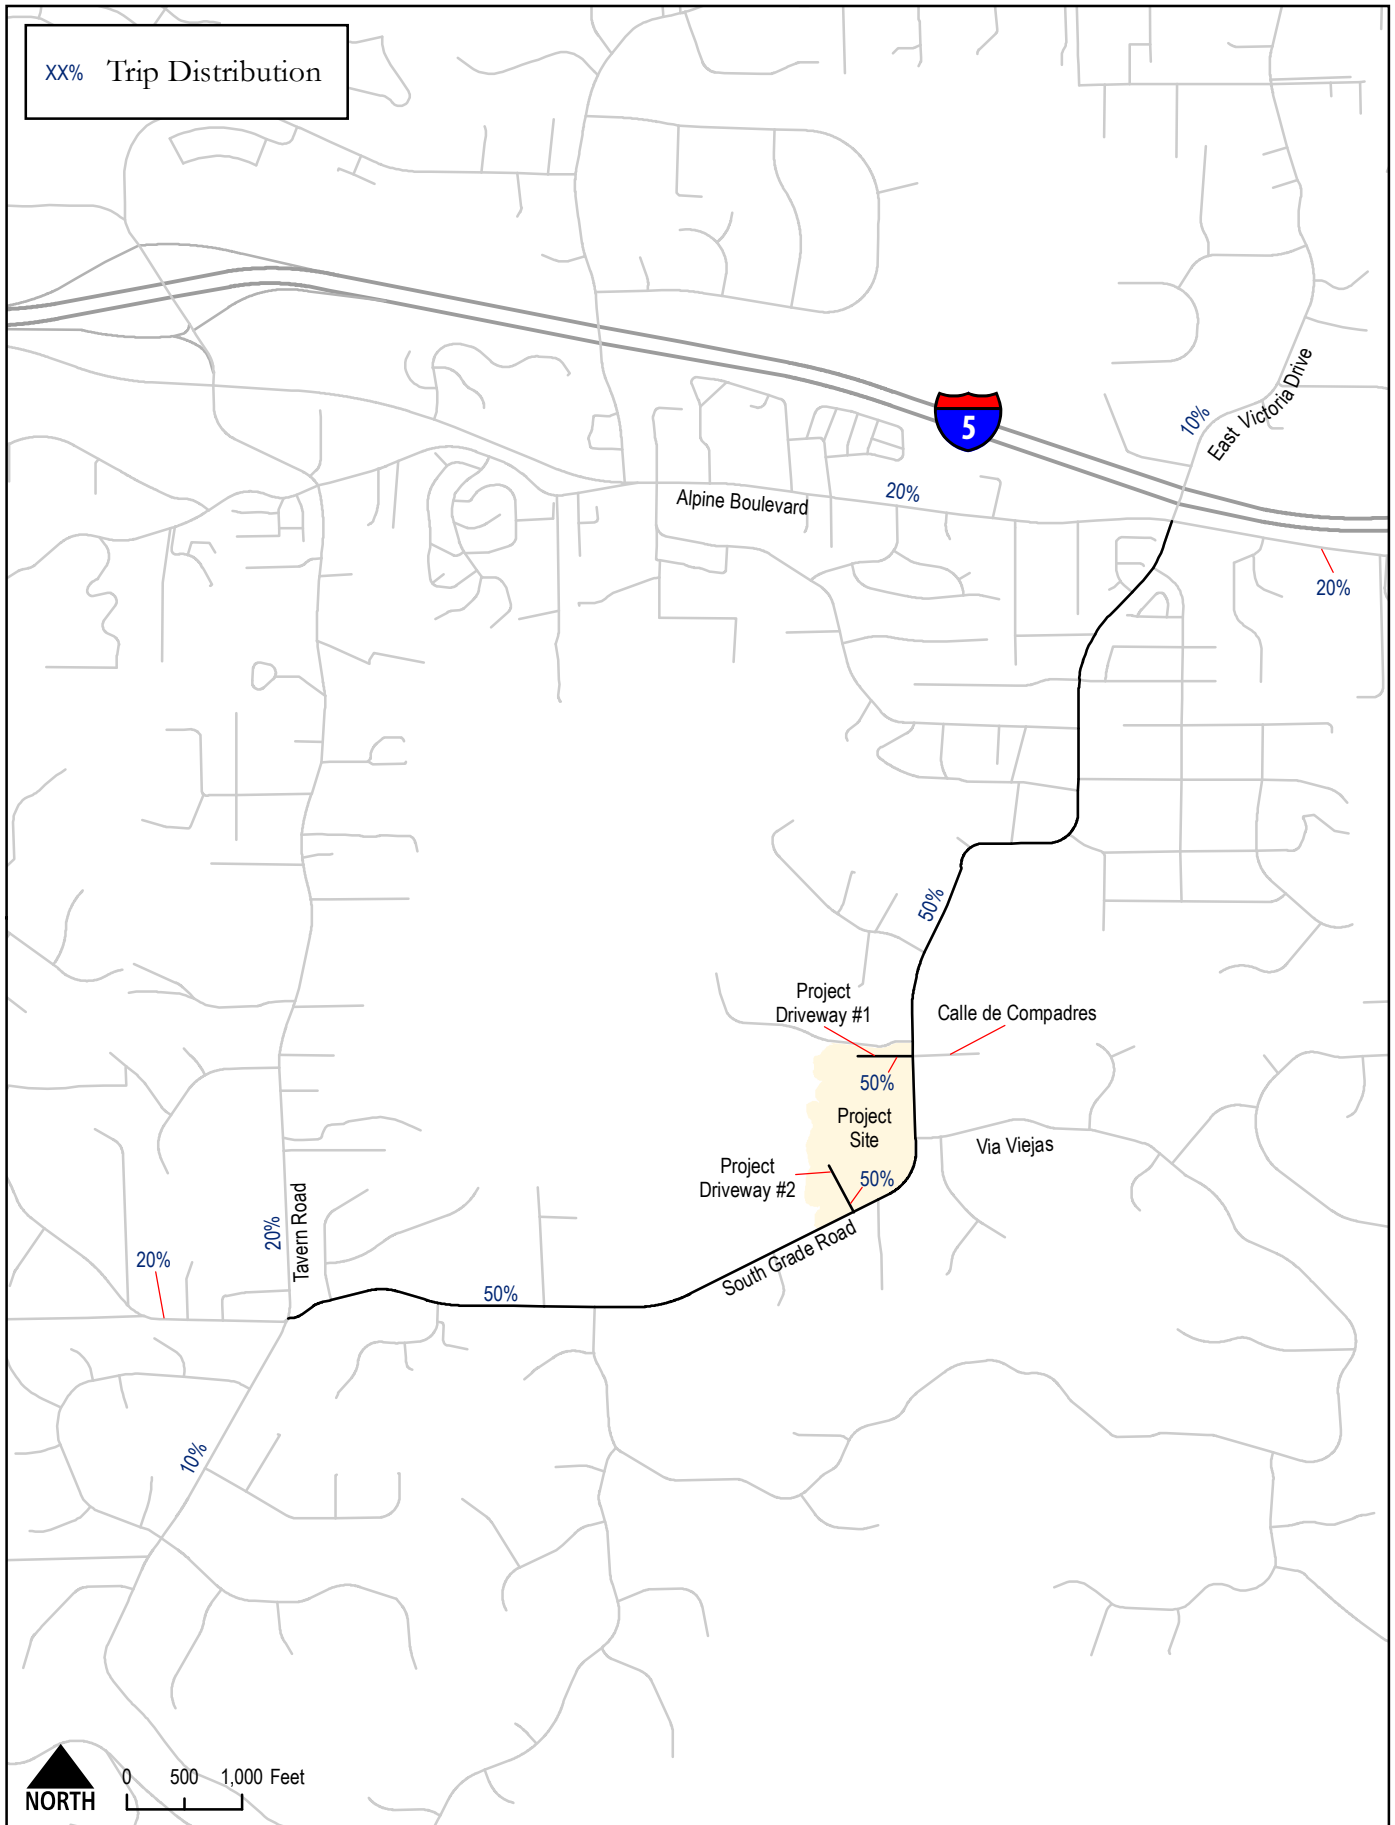 XX% Trip Distribution
5
10%
East Victoria Drive
Alpine Boulevard
20%
20%
50%
Project
Driveway #1
Calle de Compadres
50%
Project
Site
Via Viejas
Project
Driveway #2
50%
South Grade Road
20%
Tavern Road
20%
50%
10%
NORTH
0 500 1,000 Feet